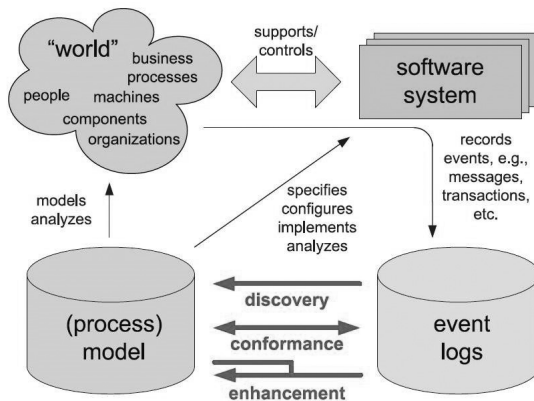 supports/
controls
“world”
business
processes
people
machines
components
organizations
software
system
records
events, e.g.,
messages,
transactions,
etc.
models
analyzes
specifies
configures
implements
analyzes
discovery
conformance
enhancement
(process)
model
event
logs